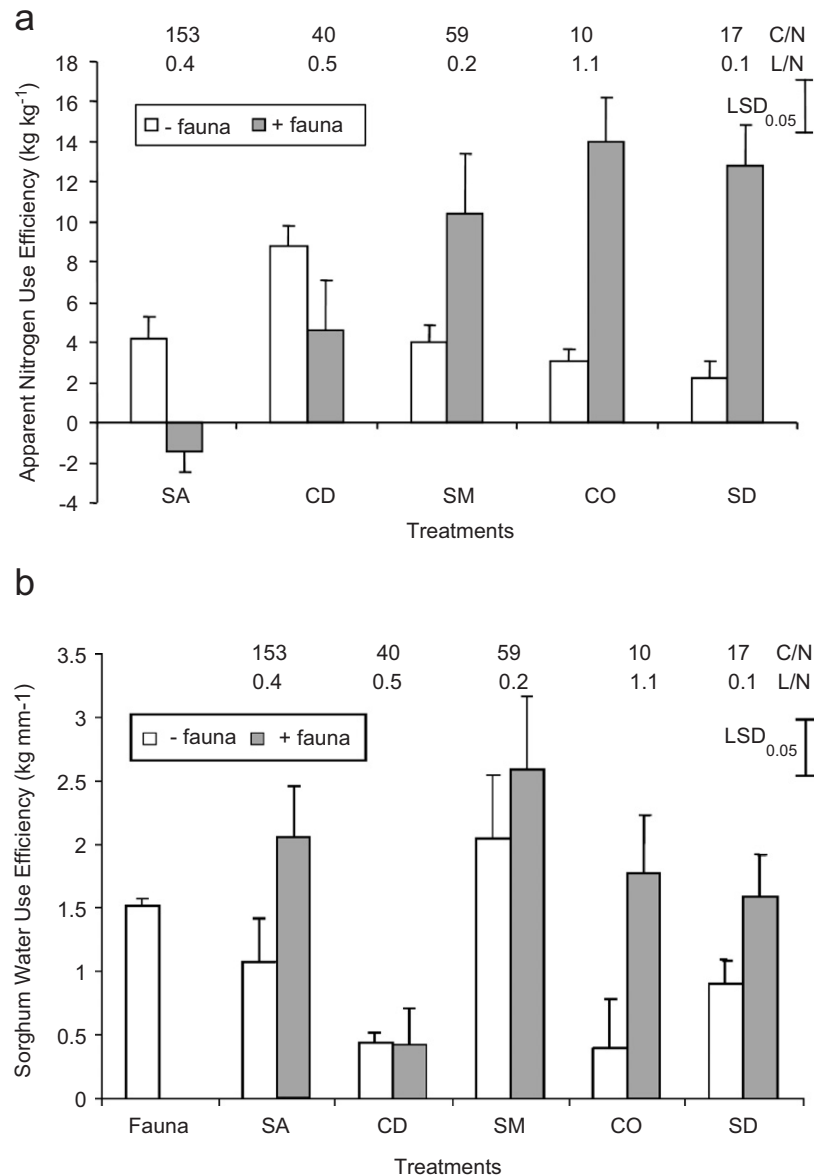 a
153 40 59 10 17 C/N
0.4 0.5 0.2 1.1 0.1 L/N
18
16
14
12
10
8
6
4
2
0
-2
-4
Apparent Nitrogen Use Efficiency (kg kg-1)
- fauna + fauna
LSD0.05
SA CD SM CO SD
Treatments
b
153 40 59 10 17 C/N
0.4 0.5 0.2 1.1 0.1 L/N
3.5
3
2.5
2
1.5
1
0.5
0
Sorghum Water Use Efficiency (kg mm-1)
- fauna + fauna
LSD0.05
Fauna SA CD SM CO SD
Treatments